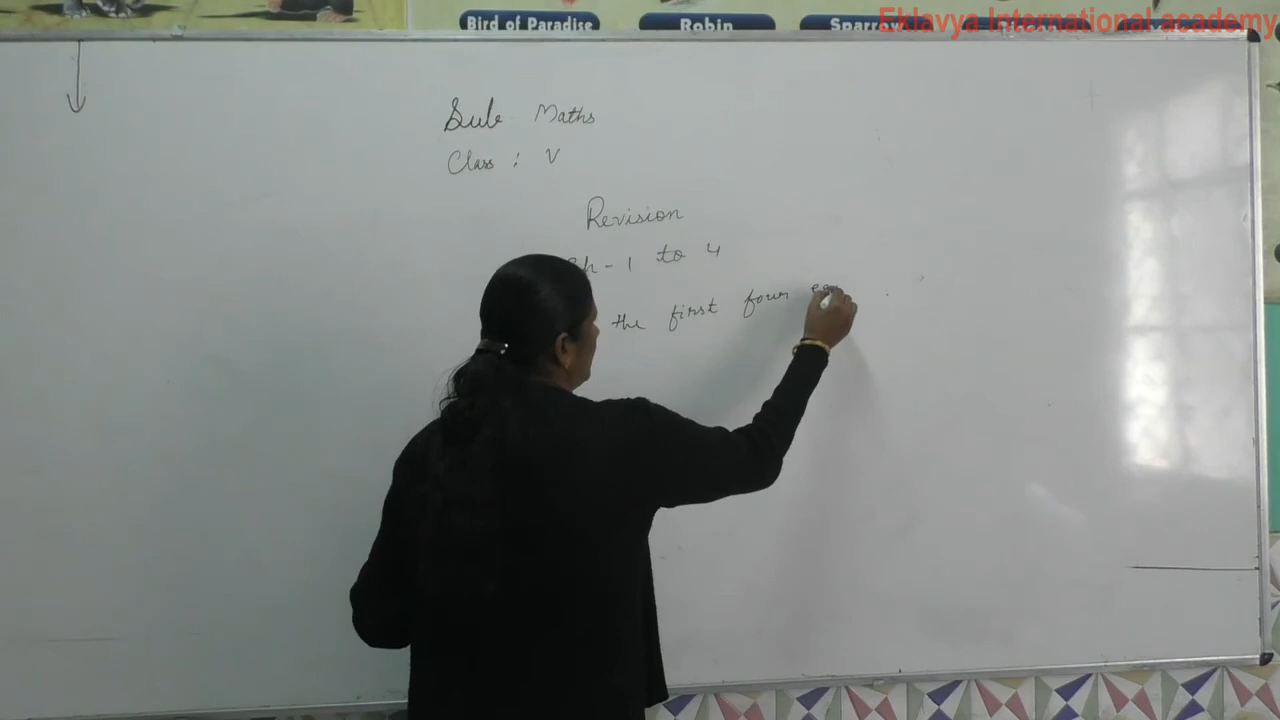 Bird of Paradise
Robin
Sparrow
Eklavya International academy
Sub Maths
Class : V
Revision
Ch - 1 to 4
the first four